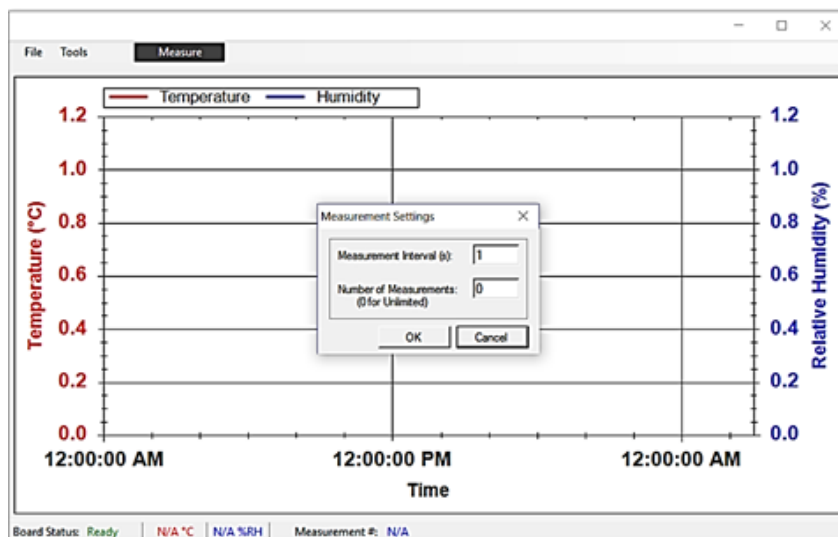 File Tools Measure
Temperature Humidity
1.2 1.2
1.0 1.0
0.8 0.8
0.6 0.6
0.4 0.4
0.2 0.2
0.0 0.0
Temperature (°C)
Relative Humidity (%)
Measurement Settings
Measurement Interval (s): 1
Number of Measurements: 0
(0 for Unlimited)
OK Cancel
12:00:00 AM 12:00:00 PM 12:00:00 AM
Time
Board Status: Ready N/A °C N/A %RH Measurement #: N/A